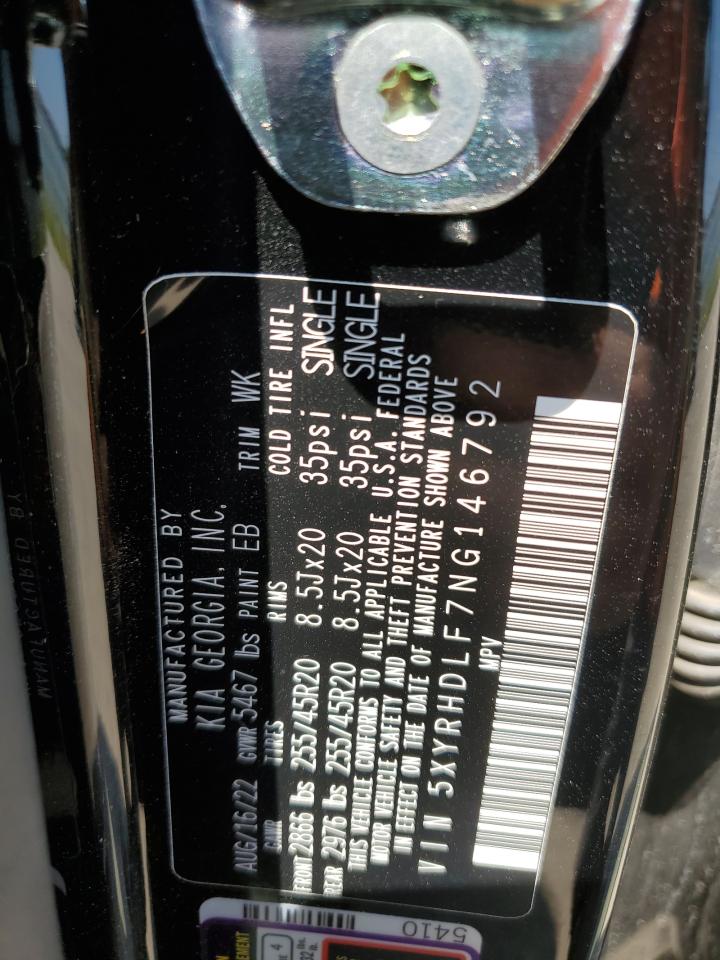 MANUFACTURED BY
KIA GEORGIA, INC.
AUG/16/22 GVWR 5467 lbs PAINT EB TRIM WK
GAWR TIRES RIMS COLD TIRE INFL
FRONT 2866 lbs 255/45R20 8.5Jx20 35psi SINGLE
REAR 2976 lbs 255/45R20 8.5Jx20 35psi SINGLE
THIS VEHICLE CONFORMS TO ALL APPLICABLE U.S.A. FEDERAL
MOTOR VEHICLE SAFETY AND THEFT PREVENTION STANDARDS
IN EFFECT ON THE DATE OF MANUFACTURE SHOWN ABOVE
VIN 5XYRHDLF7NG146792
MPV
5410